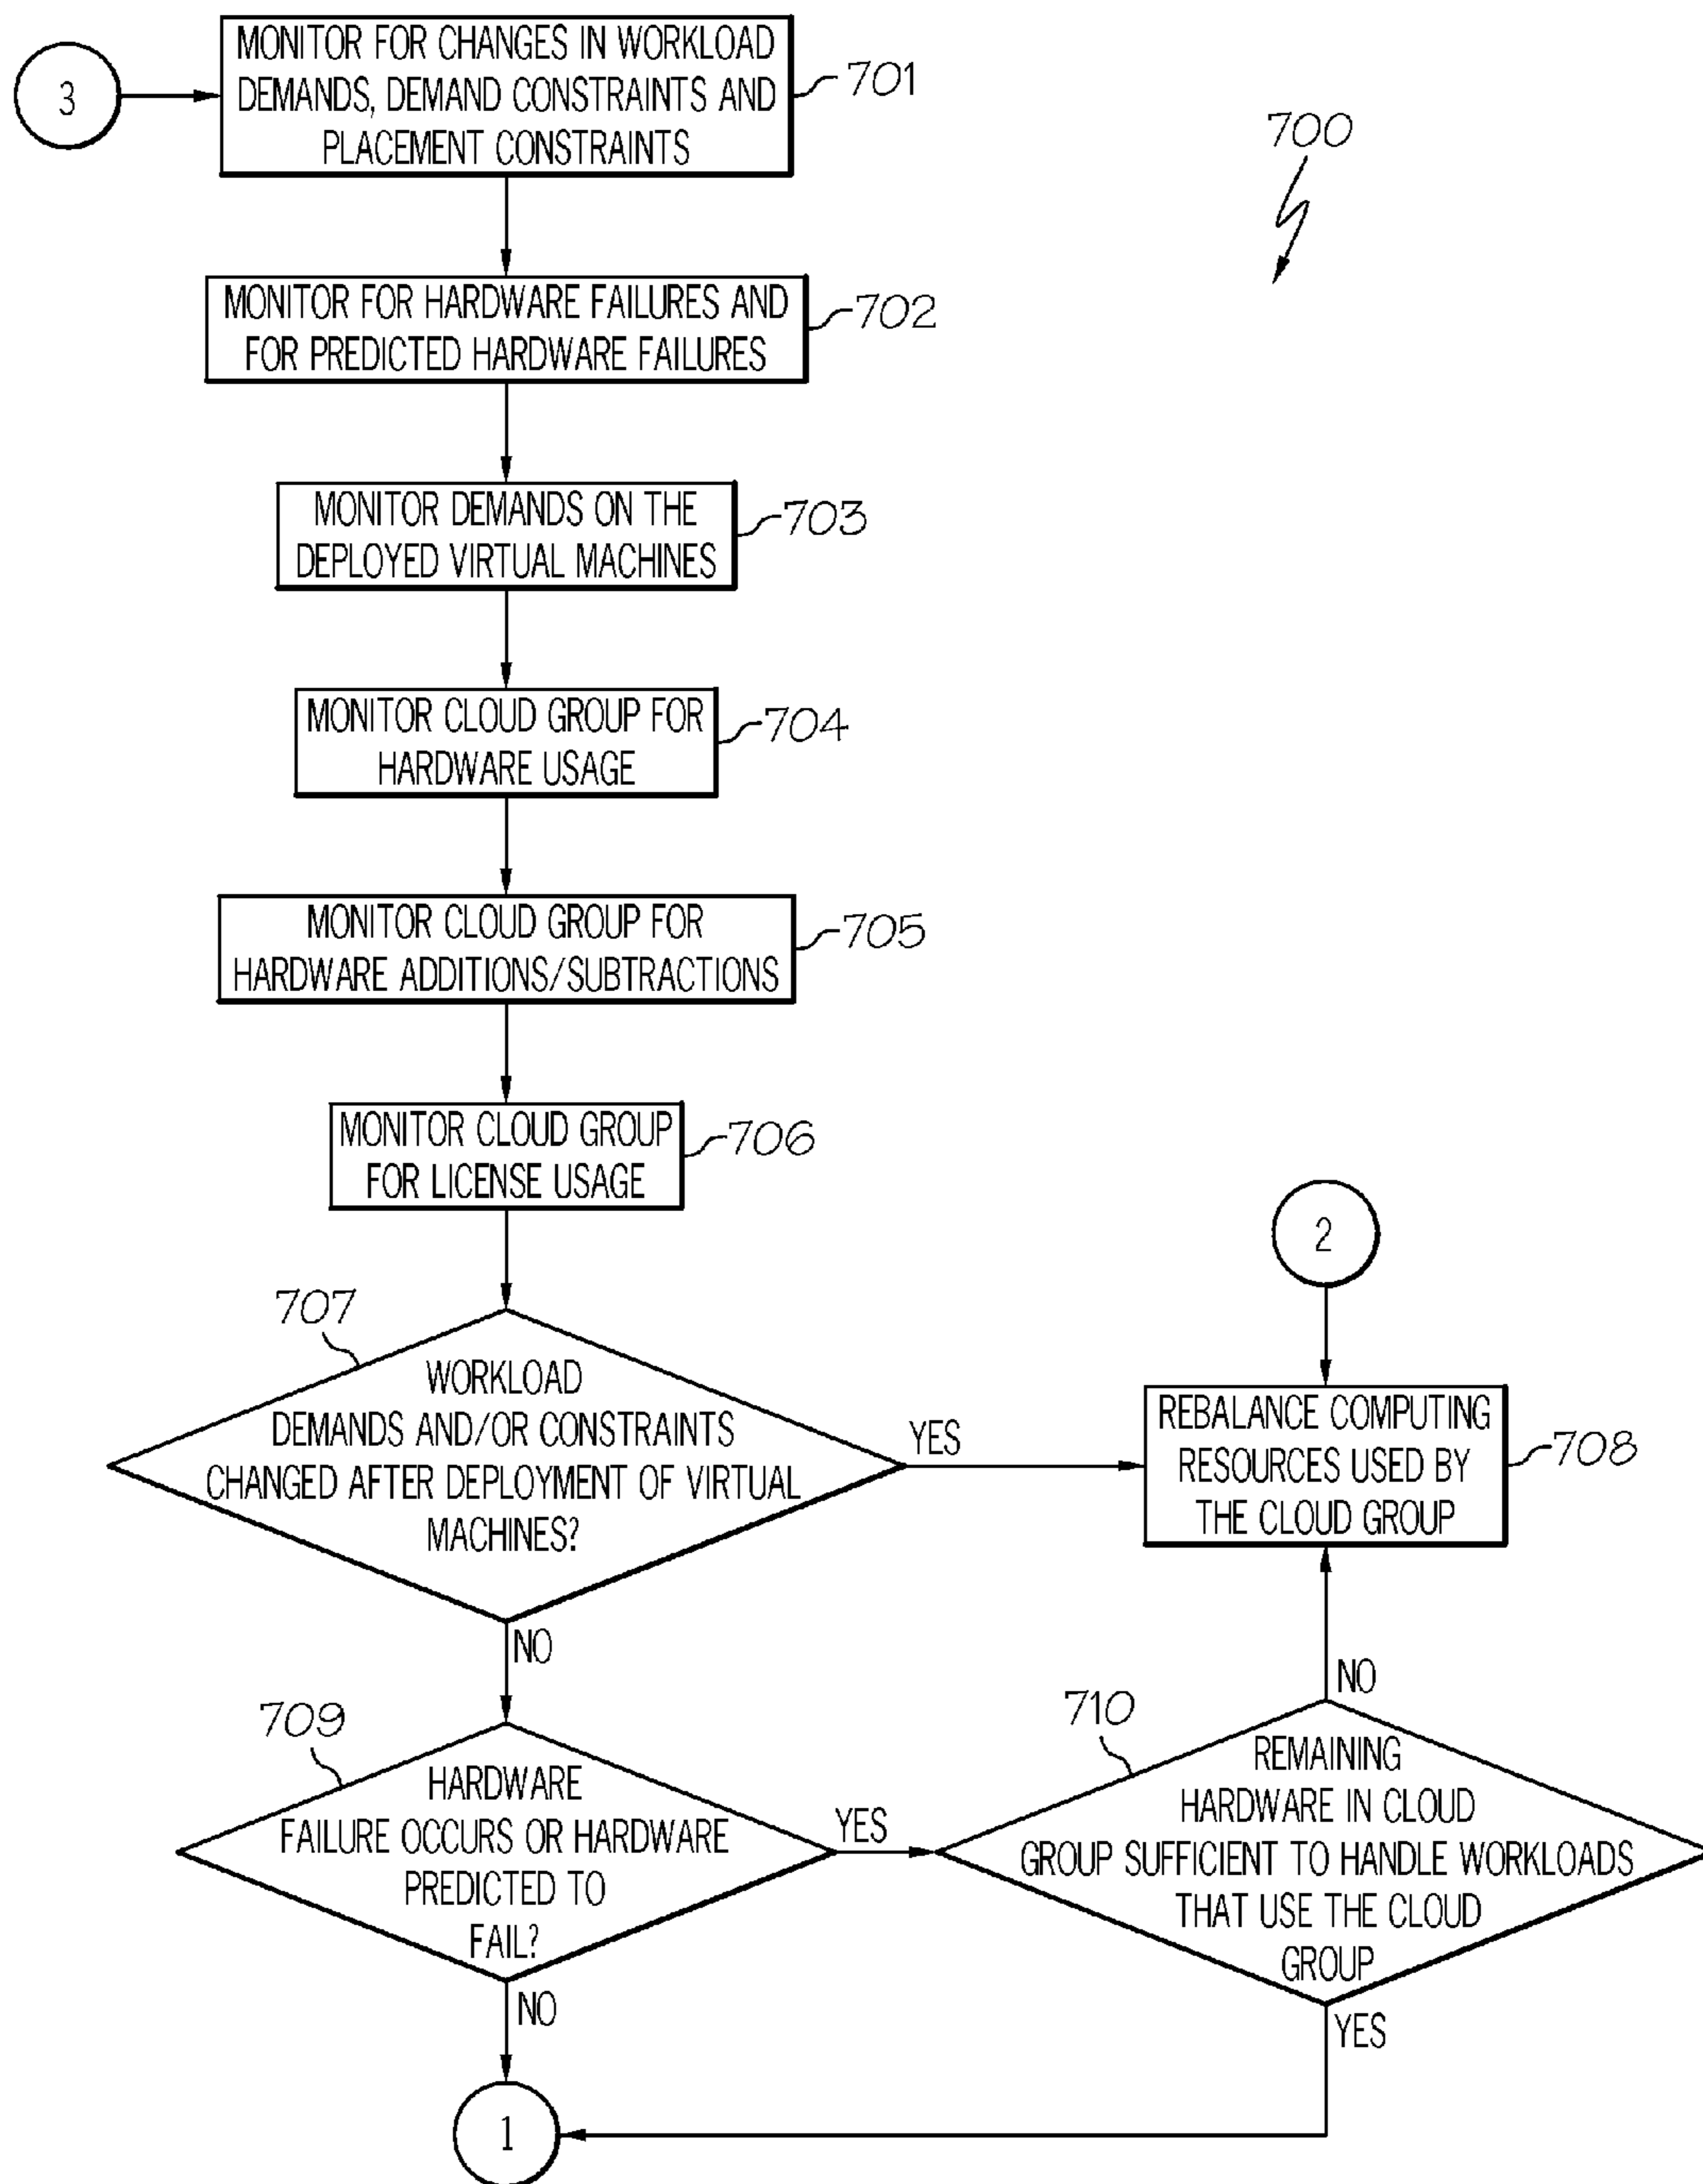 3
MONITOR FOR CHANGES IN WORKLOAD
DEMANDS, DEMAND CONSTRAINTS AND
PLACEMENT CONSTRAINTS
701
700
MONITOR FOR HARDWARE FAILURES AND
FOR PREDICTED HARDWARE FAILURES
702
MONITOR DEMANDS ON THE
DEPLOYED VIRTUAL MACHINES
703
MONITOR CLOUD GROUP FOR
HARDWARE USAGE
704
MONITOR CLOUD GROUP FOR
HARDWARE ADDITIONS/SUBTRACTIONS
705
MONITOR CLOUD GROUP
FOR LICENSE USAGE
706
2
707
WORKLOAD
DEMANDS AND/OR CONSTRAINTS
CHANGED AFTER DEPLOYMENT OF VIRTUAL
MACHINES?
YES
REBALANCE COMPUTING
RESOURCES USED BY
THE CLOUD GROUP
708
NO
NO
709
HARDWARE
FAILURE OCCURS OR HARDWARE
PREDICTED TO
FAIL?
YES
710
REMAINING
HARDWARE IN CLOUD
GROUP SUFFICIENT TO HANDLE WORKLOADS
THAT USE THE CLOUD
GROUP
NO
YES
1